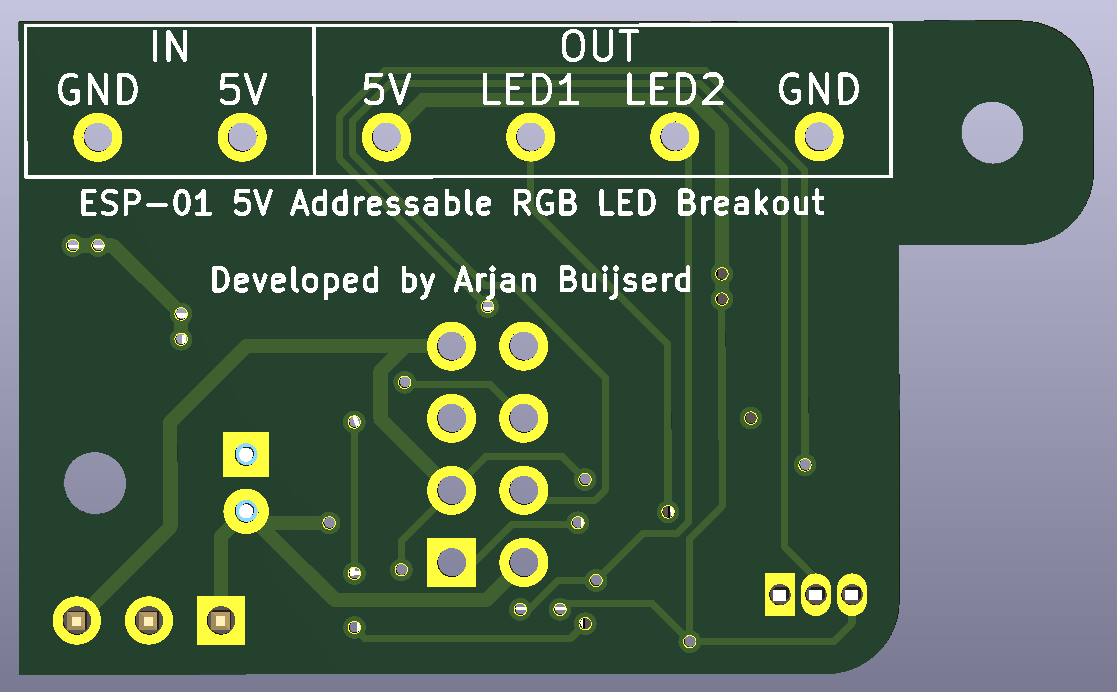 IN OUT
GND 5V 5V LED1 LED2 GND
ESP-01 5V Addressable RGB LED Breakout
Developed by Arjan Buijserd